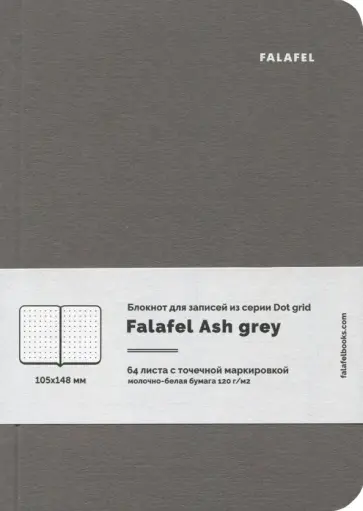 FALAFEL
Блокнот для записей из серии Dot grid
Falafel Ash grey
64 листа с точечной маркировкой
молочно-белая бумага 120 г/м2
105x148 мм
falafelbooks.com